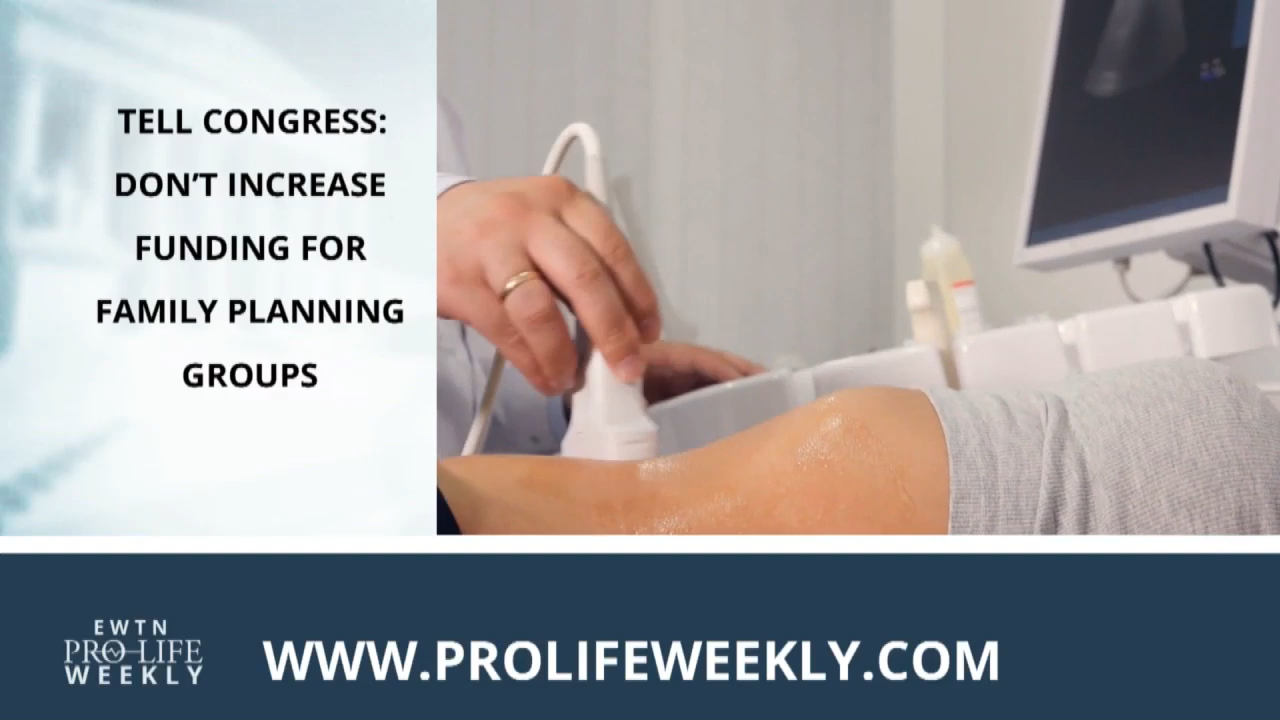 TELL CONGRESS:
DON'T INCREASE
FUNDING FOR
FAMILY PLANNING
GROUPS
EWTN
PRO-LIFE
WEEKLY
WWW.PROLIFEWEEKLY.COM